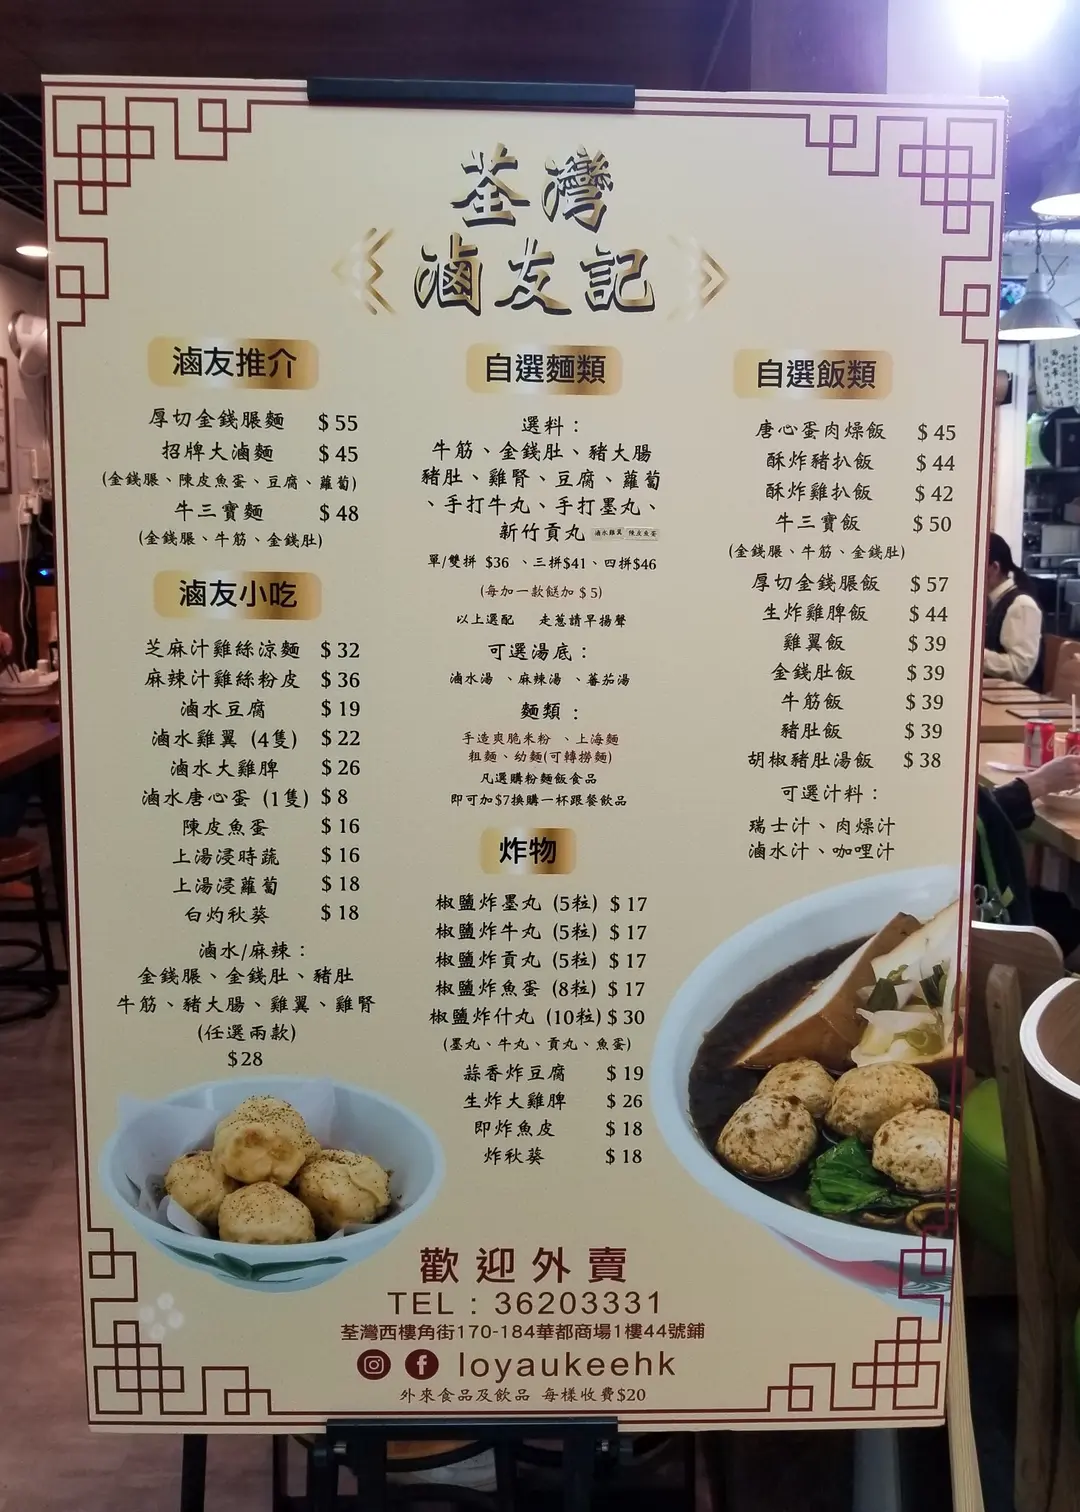 荃灣
滷友記
滷友推介
厚切金錢𦟌麵 $55
招牌大滷麵 $45
(金錢𦟌、陳皮魚蛋、豆腐、蘿蔔)
牛三寶麵 $48
(金錢𦟌、牛筋、金錢肚)
滷友小吃
芝麻汁雞絲涼麵 $32
麻辣汁雞絲粉皮 $36
滷水豆腐 $19
滷水雞翼 (4隻) $22
滷水大雞脾 $26
滷水唐心蛋 (1隻) $8
陳皮魚蛋 $16
上湯浸時蔬 $16
上湯浸蘿蔔 $18
白灼秋葵 $18
滷水/麻辣：
金錢𦟌、金錢肚、豬肚
牛筋、豬大腸、雞翼、雞腎
(任選兩款)
$28
自選麵類
選料：
牛筋、金錢肚、豬大腸
豬肚、雞腎、豆腐、蘿蔔
、手打牛丸、手打墨丸、
新竹貢丸 滷水雞翼 陳皮魚蛋
單/雙拼 $36 、三拼$41、四拼$46
(每加一款餸加 $5)
以上選配 走蔥請早揚聲
可選湯底：
滷水湯 、麻辣湯 、蕃茄湯
麵類：
手造爽脆米粉 、上海麵
粗麵、幼麵(可轉撈麵)
凡選購粉麵飯食品
即可加$7換購一杯跟餐飲品
炸物
椒鹽炸墨丸 (5粒) $17
椒鹽炸牛丸 (5粒) $17
椒鹽炸貢丸 (5粒) $17
椒鹽炸魚蛋 (8粒) $17
椒鹽炸什丸 (10粒) $30
(墨丸、牛丸、貢丸、魚蛋)
蒜香炸豆腐 $19
生炸大雞脾 $26
即炸魚皮 $18
炸秋葵 $18
自選飯類
唐心蛋肉燥飯 $45
酥炸豬扒飯 $44
酥炸雞扒飯 $42
牛三寶飯 $50
(金錢𦟌、牛筋、金錢肚)
厚切金錢𦟌飯 $57
生炸雞脾飯 $44
雞翼飯 $39
金錢肚飯 $39
牛筋飯 $39
豬肚飯 $39
胡椒豬肚湯飯 $38
可選汁料：
瑞士汁、肉燥汁
滷水汁、咖哩汁
歡迎外賣
TEL : 36203331
荃灣西樓角街170-184華都商場1樓44號鋪
loyaukeehk
外來食品及飲品 每樣收費$20